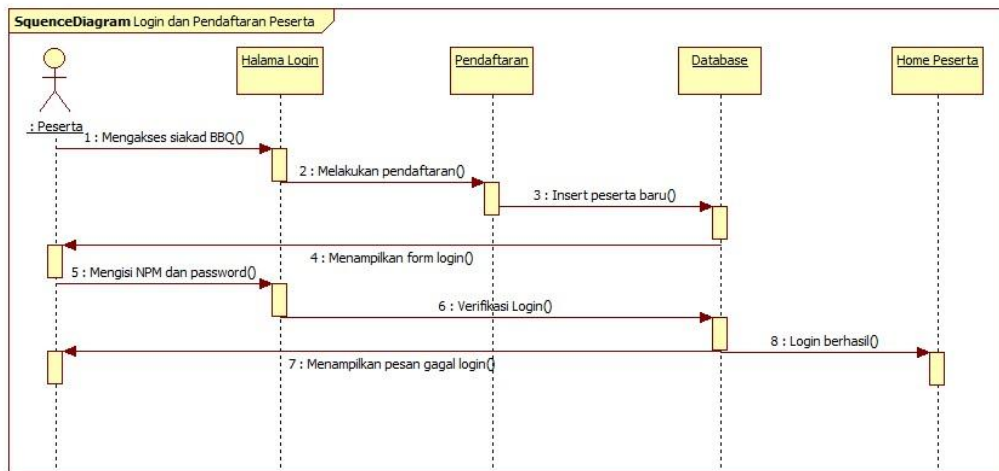 SquenceDiagram Login dan Pendaftaran Peserta
Halama Login
Pendaftaran
Database
Home Peserta
: Peserta
1 : Mengakses siakad BBQ()
2 : Melakukan pendaftaran()
3 : Insert peserta baru()
4 : Menampilkan form login()
5 : Mengisi NPM dan password()
6 : Verifikasi Login()
8 : Login berhasil()
7 : Menampilkan pesan gagal login()